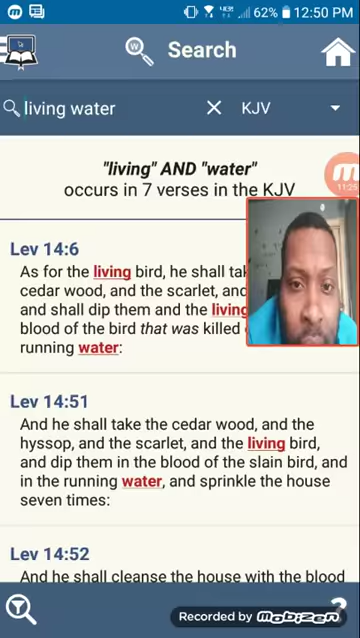 62% 12:50 PM
W Search
living water KJV
"living" AND "water"
occurs in 7 verses in the KJV
11:25
Lev 14:6
As for the living bird, he shall
cedar wood, and the scarlet, and
and shall dip them and the living
blood of the bird that was killed
running water:
Lev 14:51
And he shall take the cedar wood, and the
hyssop, and the scarlet, and the living bird,
and dip them in the blood of the slain bird, and
in the running water, and sprinkle the house
seven times:
Lev 14:52
And he shall cleanse the house with the blood
Recorded by Mobizen